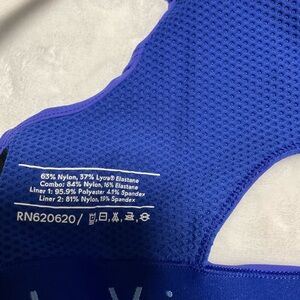 63% Nylon, 37% Lycra® Elastane
Combo: 84% Nylon, 16% Elastane
Liner 1: 95.9% Polyester 4.1% Spandex
Liner 2: 81% Nylon, 19% Spandex
RN620620 /